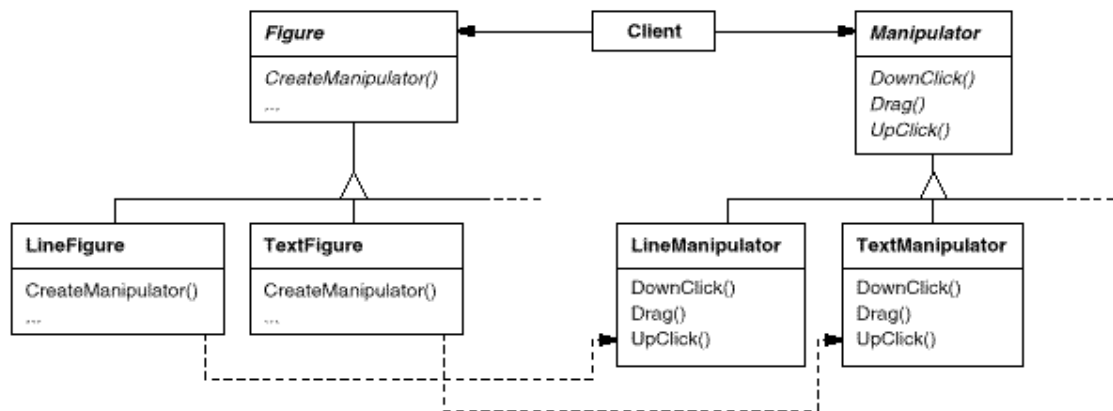 Figure
CreateManipulator()
...
Client
Manipulator
DownClick()
Drag()
UpClick()
LineFigure
CreateManipulator()
...
TextFigure
CreateManipulator()
...
LineManipulator
DownClick()
Drag()
UpClick()
TextManipulator
DownClick()
Drag()
UpClick()